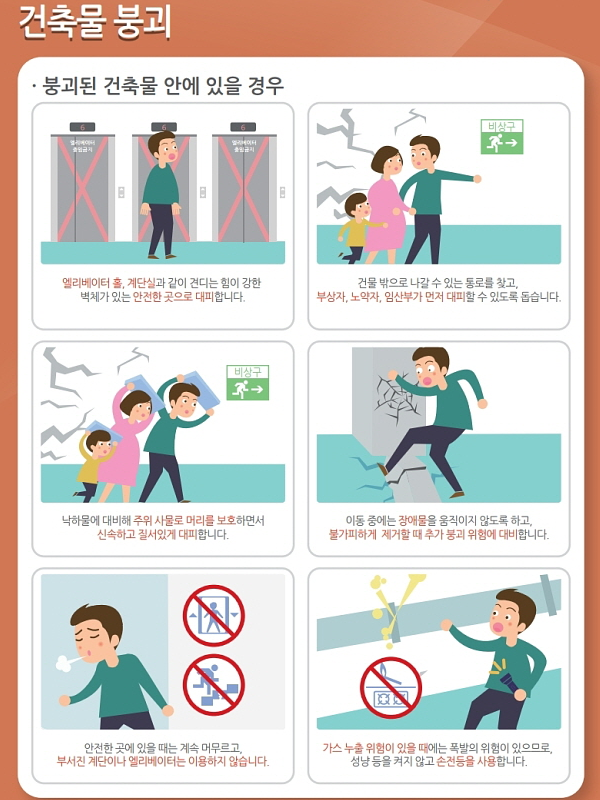 건축물 붕괴
· 붕괴된 건축물 안에 있을 경우
6
6
6
엘리베이터
출입금지
엘리베이터
출입금지
엘리베이터 홀, 계단실과 같이 견디는 힘이 강한
벽체가 있는 안전한 곳으로 대피합니다.
비상구
건물 밖으로 나갈 수 있는 통로를 찾고,
부상자, 노약자, 임산부가 먼저 대피할 수 있도록 돕습니다.
비상구
낙하물에 대비해 주위 사물로 머리를 보호하면서
신속하고 질서있게 대피합니다.
이동 중에는 장애물을 움직이지 않도록 하고,
불가피하게 제거할 때 추가 붕괴 위험에 대비합니다.
안전한 곳에 있을 때는 계속 머무르고,
부서진 계단이나 엘리베이터는 이용하지 않습니다.
가스 누출 위험이 있을 때에는 폭발의 위험이 있으므로,
성냥 등을 켜지 않고 손전등을 사용합니다.